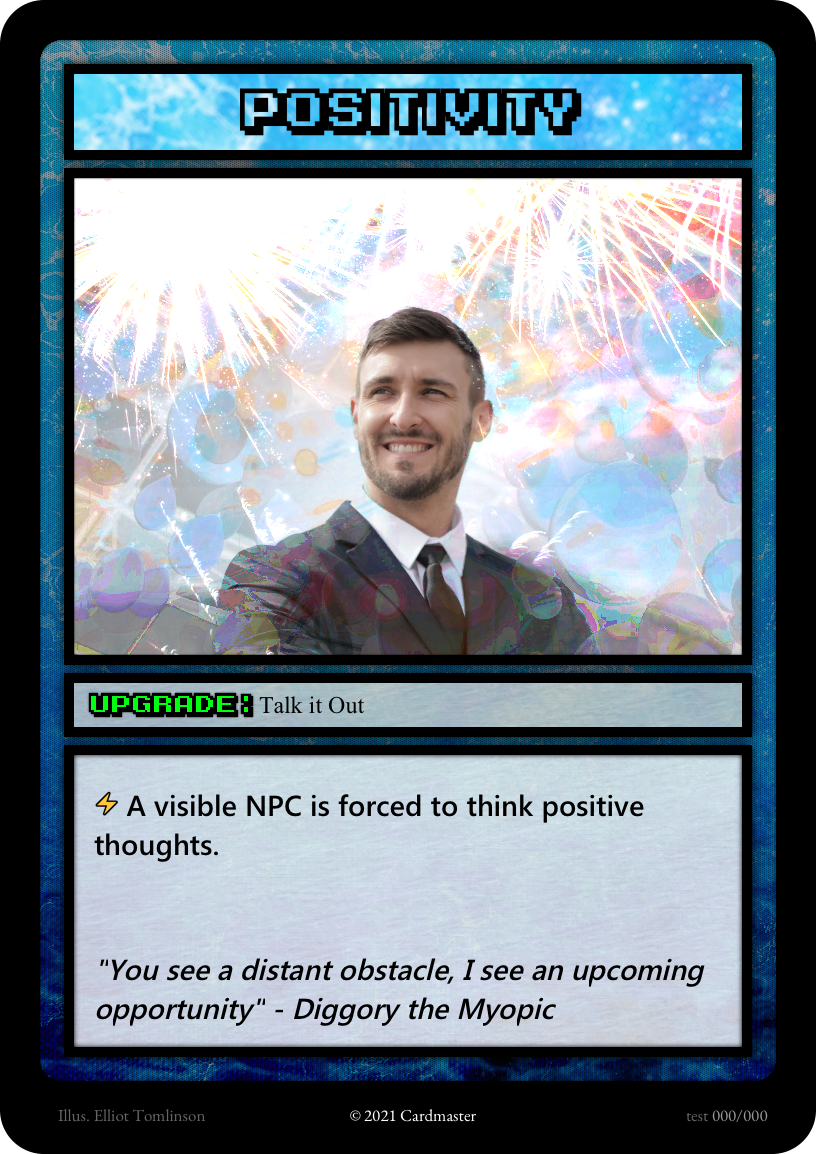 POSITIVITY
UPGRADE: Talk it Out
⚡ A visible NPC is forced to think positive
thoughts.
"You see a distant obstacle, I see an upcoming
opportunity" - Diggory the Myopic
Illus. Elliot Tomlinson © 2021 Cardmaster test 000/000